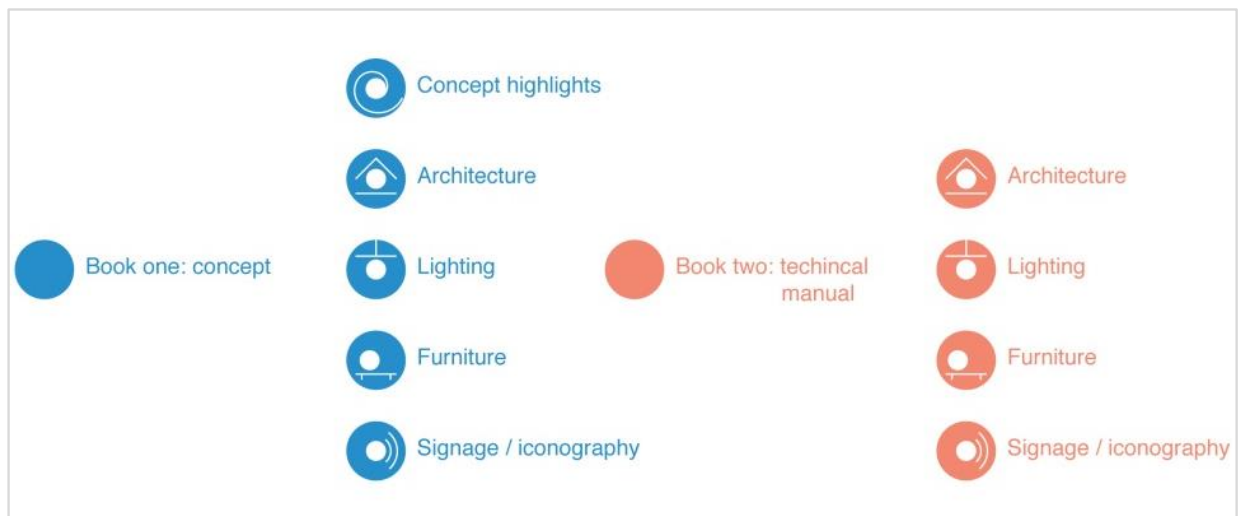 Book one: concept
Concept highlights
Architecture
Lighting
Furniture
Signage / iconography
Book two: techincal
manual
Architecture
Lighting
Furniture
Signage / iconography